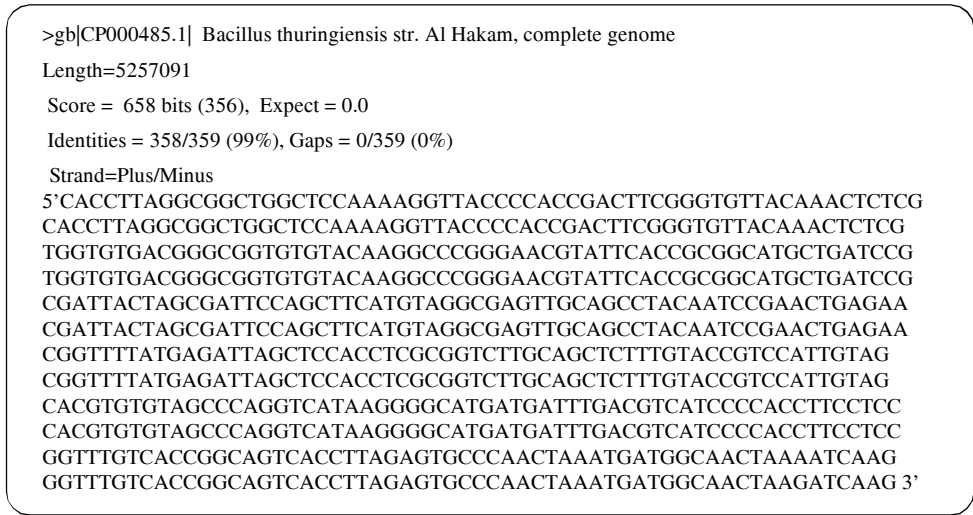 >gb|CP000485.1| Bacillus thuringiensis str. Al Hakam, complete genome
Length=5257091
Score = 658 bits (356), Expect = 0.0
Identities = 358/359 (99%), Gaps = 0/359 (0%)
Strand=Plus/Minus
5’CACCTTAGGCGGCTGGCTCCAAAAGGTTACCCCACCGACTTCGGGTGTTACAAACTCTCG
CACCTTAGGCGGCTGGCTCCAAAAGGTTACCCCACCGACTTCGGGTGTTACAAACTCTCG
TGGTGTGACGGGCGGTGTGTACAAGGCCCGGGAACGTATTCACCGCGGCATGCTGATCCG
TGGTGTGACGGGCGGTGTGTACAAGGCCCGGGAACGTATTCACCGCGGCATGCTGATCCG
CGATTACTAGCGATTCCAGCTTCATGTAGGCGAGTTGCAGCCTACAATCCGAACTGAGAA
CGATTACTAGCGATTCCAGCTTCATGTAGGCGAGTTGCAGCCTACAATCCGAACTGAGAA
CGGTTTTATGAGATTAGCTCCACCTCGCGGTCTTGCAGCTCTTTGTACCGTCCATTGTAG
CGGTTTTATGAGATTAGCTCCACCTCGCGGTCTTGCAGCTCTTTGTACCGTCCATTGTAG
CACGTGTGTAGCCCAGGTCATAAGGGGCATGATGATTTGACGTCATCCCCACCTTCCTCC
CACGTGTGTAGCCCAGGTCATAAGGGGCATGATGATTTGACGTCATCCCCACCTTCCTCC
GGTTTGTCACCGGCAGTCACCTTAGAGTGCCCAACTAAATGATGGCAACTAAAATCAAG
GGTTTGTCACCGGCAGTCACCTTAGAGTGCCCAACTAAATGATGGCAACTAAGATCAAG 3’